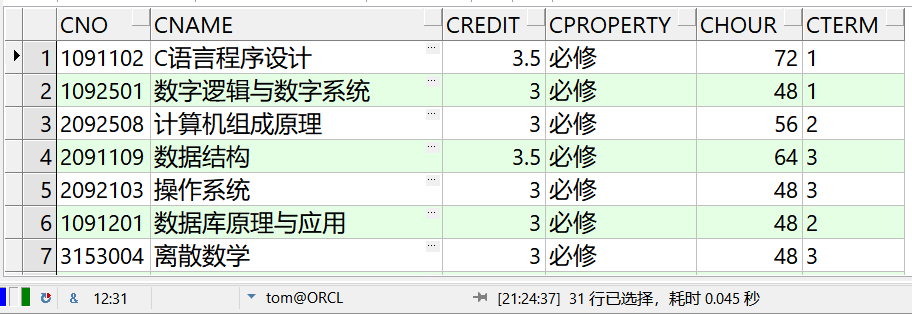 CNO CNAME CREDIT CPROPERTY CHOUR CTERM
1 1091102 C语言程序设计 ... 3.5 必修 72 1
2 1092501 数字逻辑与数字系统 ... 3 必修 48 1
3 2092508 计算机组成原理 ... 3 必修 56 2
4 2091109 数据结构 ... 3.5 必修 64 3
5 2092103 操作系统 ... 3 必修 48 3
6 1091201 数据库原理与应用 ... 3 必修 48 2
7 3153004 离散数学 ... 3 必修 48 3
& 12:31 tom@ORCL [21:24:37] 31 行已选择，耗时 0.045 秒